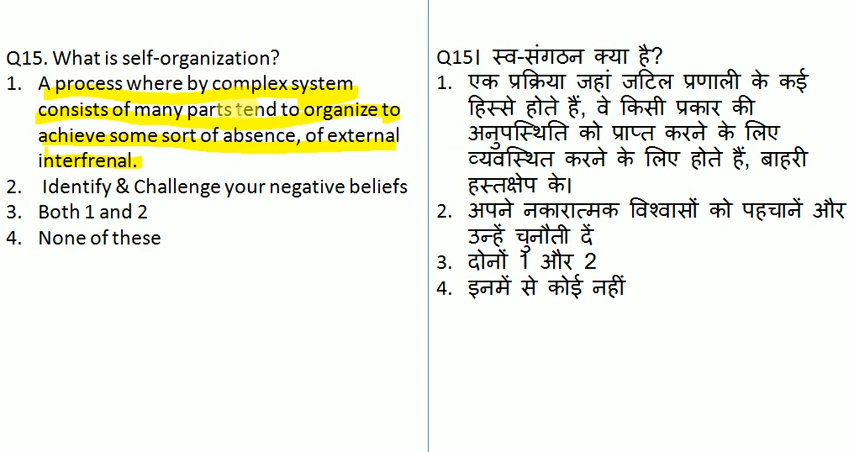 Q15. What is self-organization?
1. A process where by complex system
consists of many parts tend to organize to
achieve some sort of absence, of external
interfrenal.
2. Identify & Challenge your negative beliefs
3. Both 1 and 2
4. None of these
Q15। स्व-संगठन क्या है?
1. एक प्रक्रिया जहां जटिल प्रणाली के कई
हिस्से होते हैं, वे किसी प्रकार की
अनुपस्थिति को प्राप्त करने के लिए
व्यवस्थित करने के लिए होते हैं, बाहरी
हस्तक्षेप के।
2. अपने नकारात्मक विश्वासों को पहचानें और
उन्हें चुनौती दें
3. दोनों 1 और 2
4. इनमें से कोई नहीं